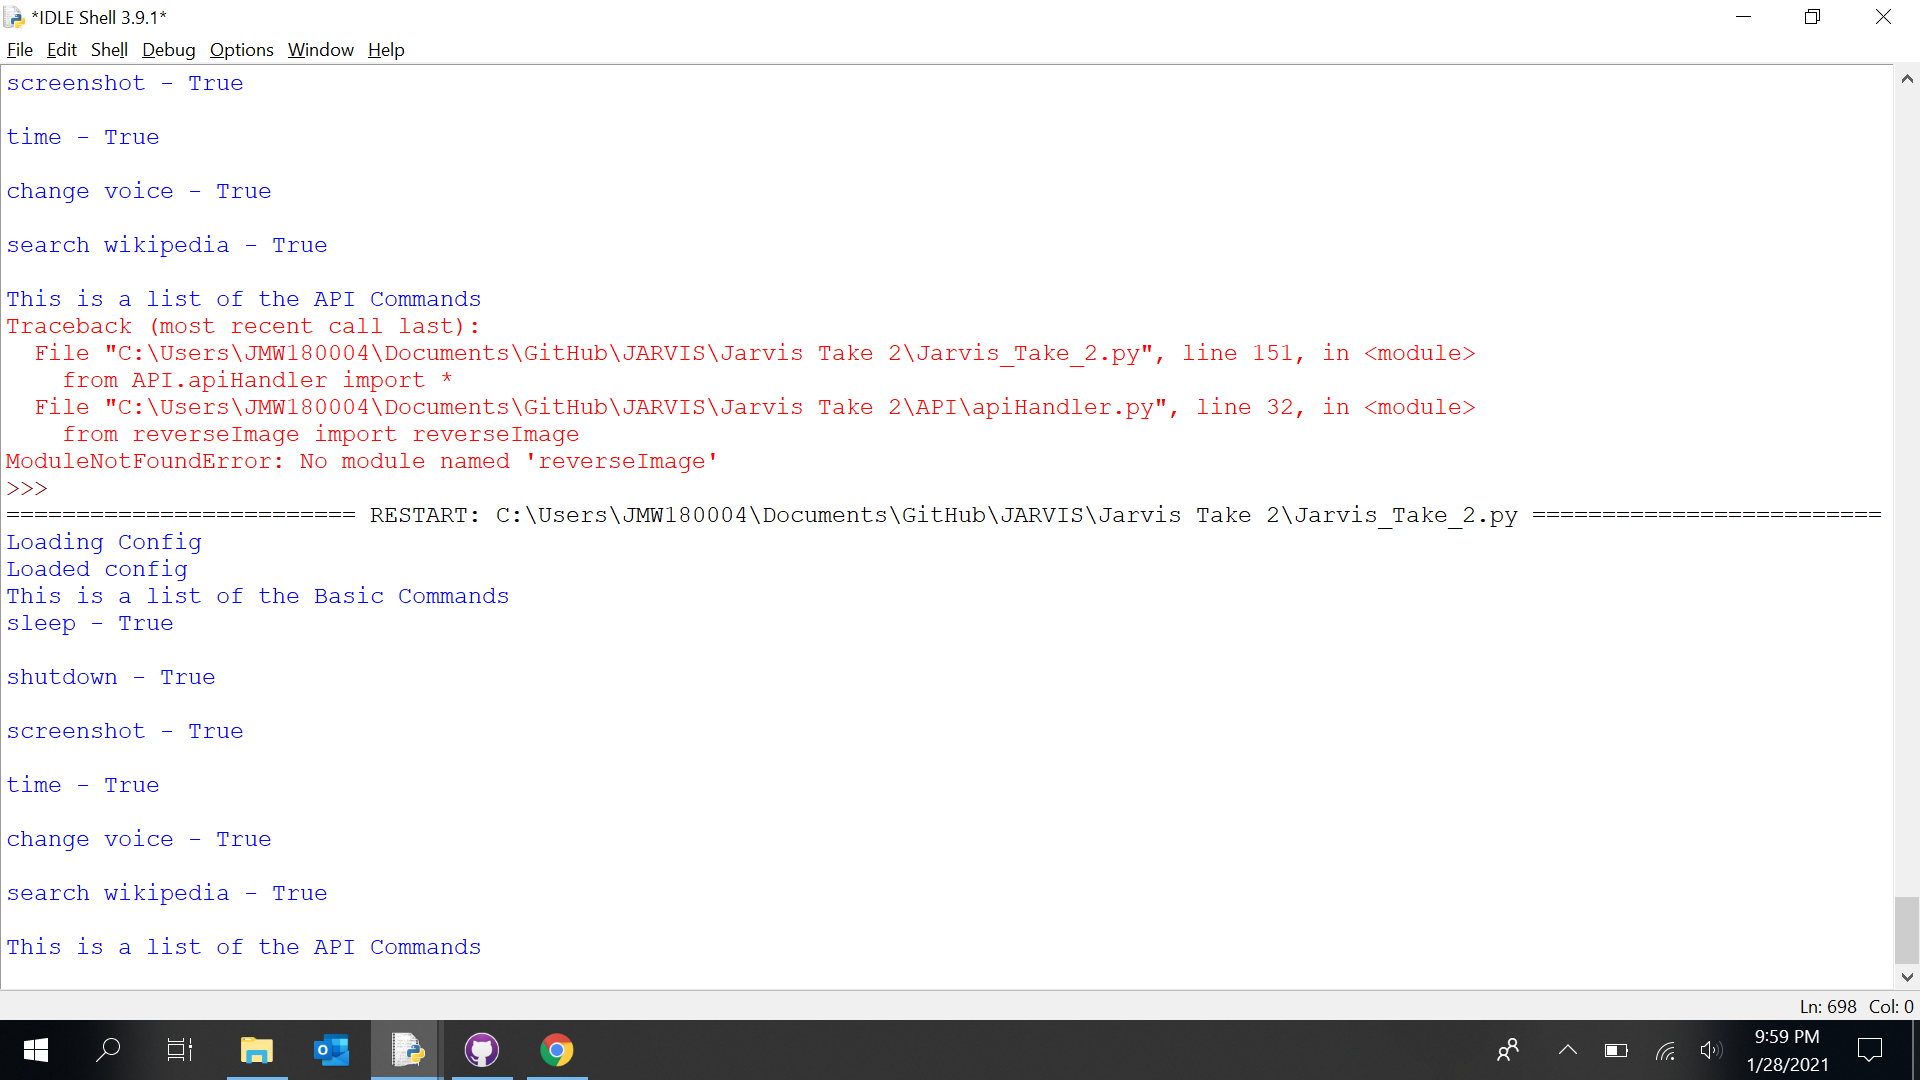 *IDLE Shell 3.9.1*
File Edit Shell Debug Options Window Help
screenshot - True
time - True
change voice - True
search wikipedia - True
This is a list of the API Commands
Traceback (most recent call last):
  File "C:\Users\JMW180004\Documents\GitHub\JARVIS\Jarvis Take 2\Jarvis_Take_2.py", line 151, in <module>
    from API.apiHandler import *
  File "C:\Users\JMW180004\Documents\GitHub\JARVIS\Jarvis Take 2\API\apiHandler.py", line 32, in <module>
    from reverseImage import reverseImage
ModuleNotFoundError: No module named 'reverseImage'
>>>
========================= RESTART: C:\Users\JMW180004\Documents\GitHub\JARVIS\Jarvis Take 2\Jarvis_Take_2.py =========================
Loading Config
Loaded config
This is a list of the Basic Commands
sleep - True
shutdown - True
screenshot - True
time - True
change voice - True
search wikipedia - True
This is a list of the API Commands
Ln: 698 Col: 0
9:59 PM
1/28/2021